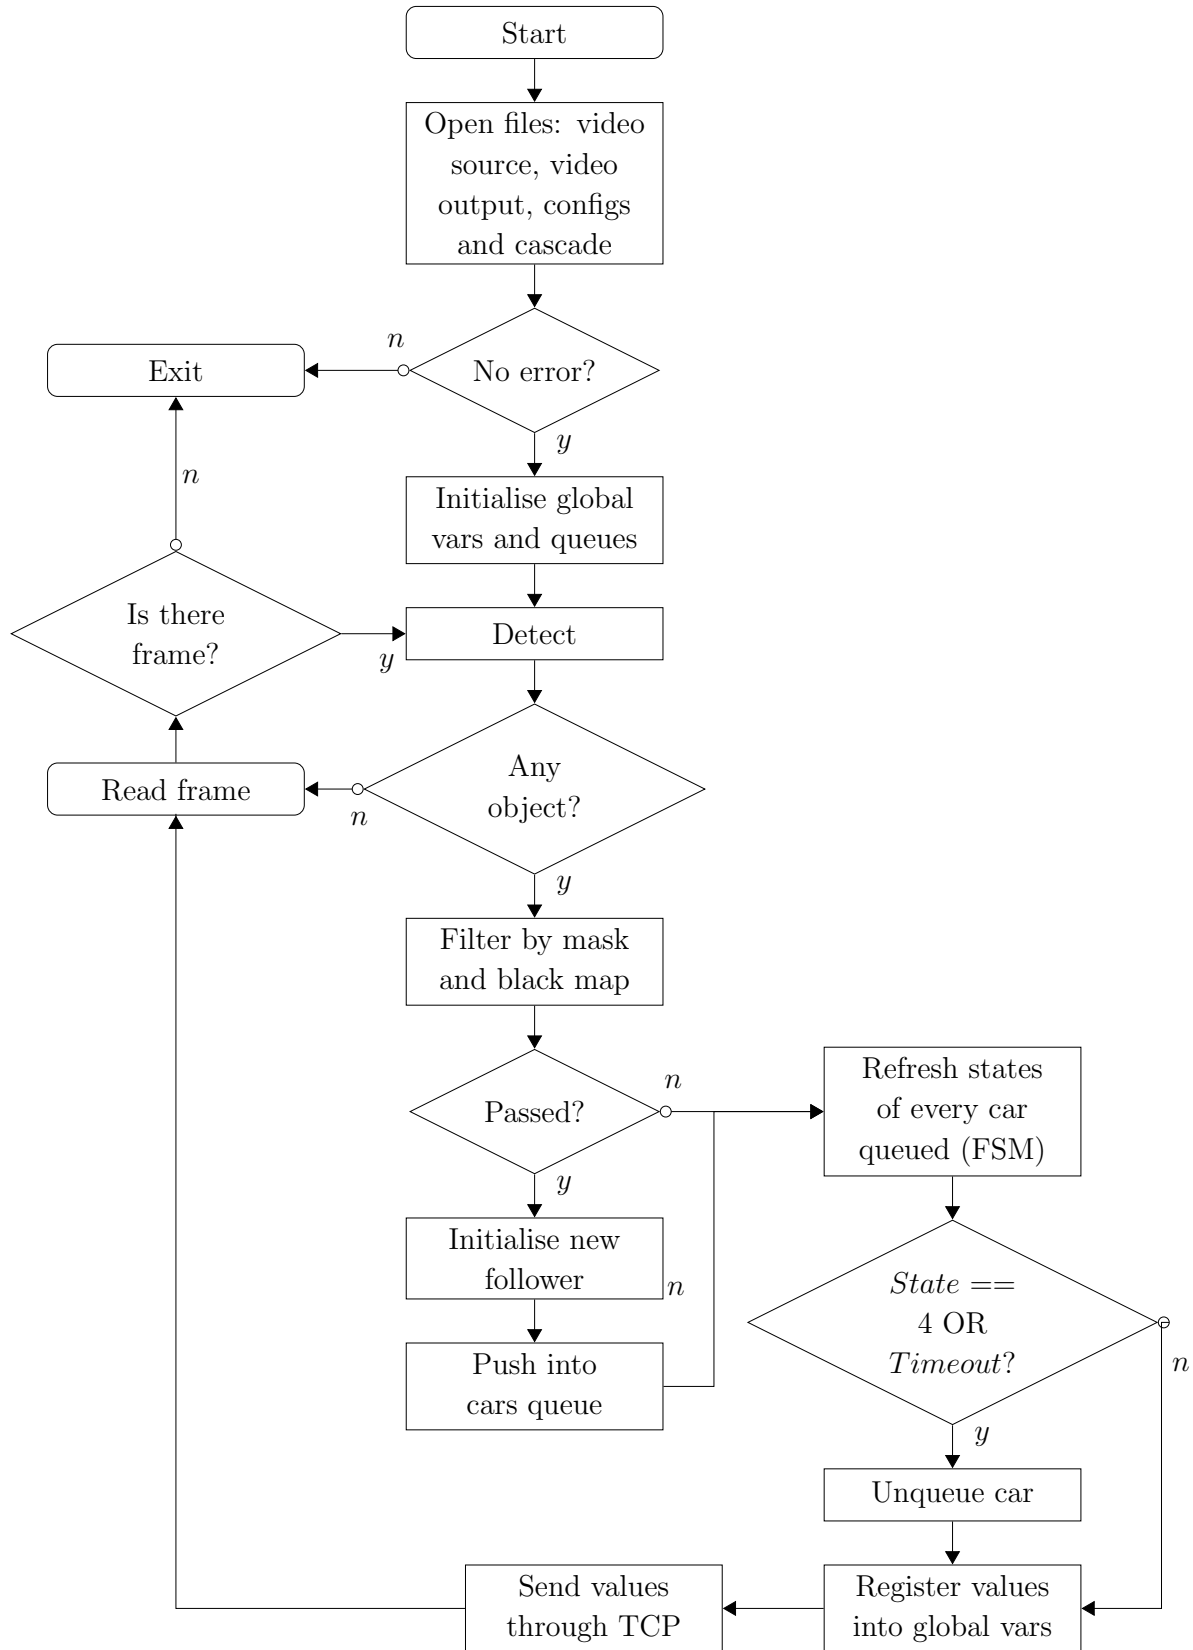 Start
Open files: video
source, video
output, configs
and cascade
n
No error?
Exit
y
n
Initialise global
vars and queues
Is there
frame?
y
Detect
Any
object?
Read frame
n
y
Filter by mask
and black map
Passed?
n
y
Refresh states
of every car
queued (FSM)
Initialise new
follower
n
Push into
cars queue
State ==
4 OR
Timeout?
n
y
Unqueue car
Register values
into global vars
Send values
through TCP